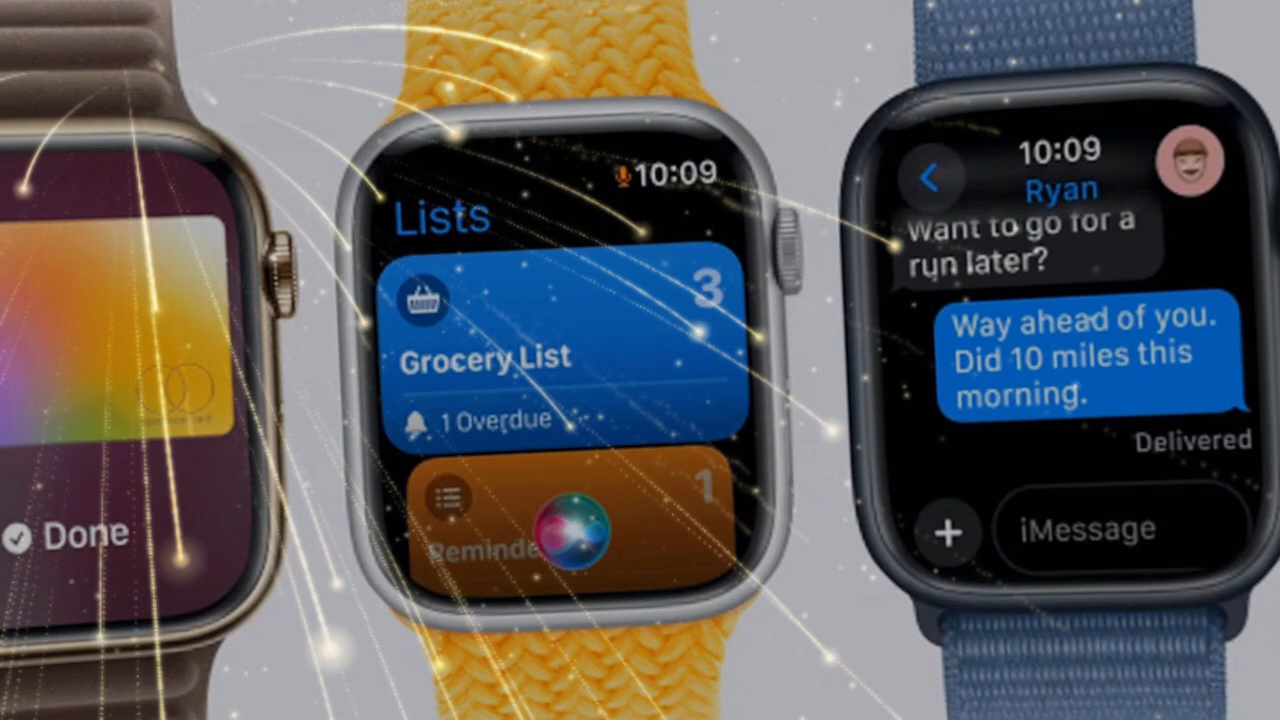 Done
10:09
Lists
3
Grocery List
1 Overdue
1
Reminde
10:09
Ryan
Want to go for a
run later?
Way ahead of you.
Did 10 miles this
morning.
Delivered
iMessage